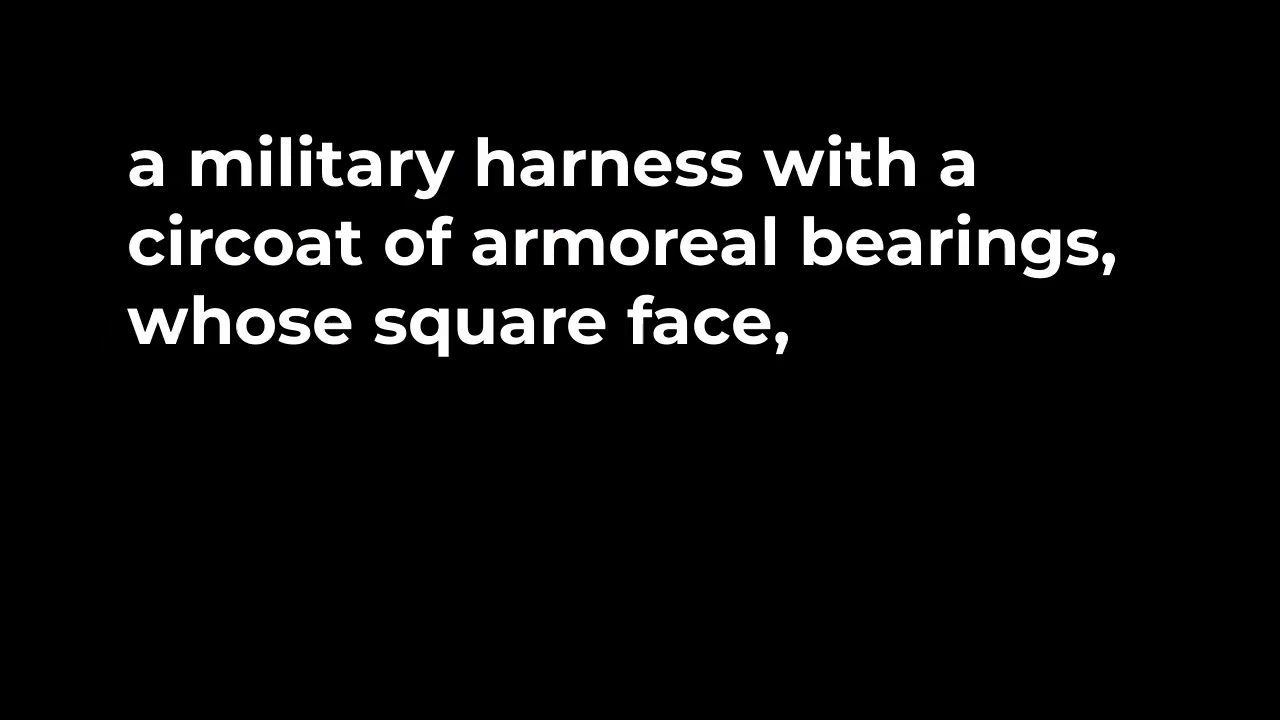 a military harness with a
circoat of armoreal bearings,
whose square face,